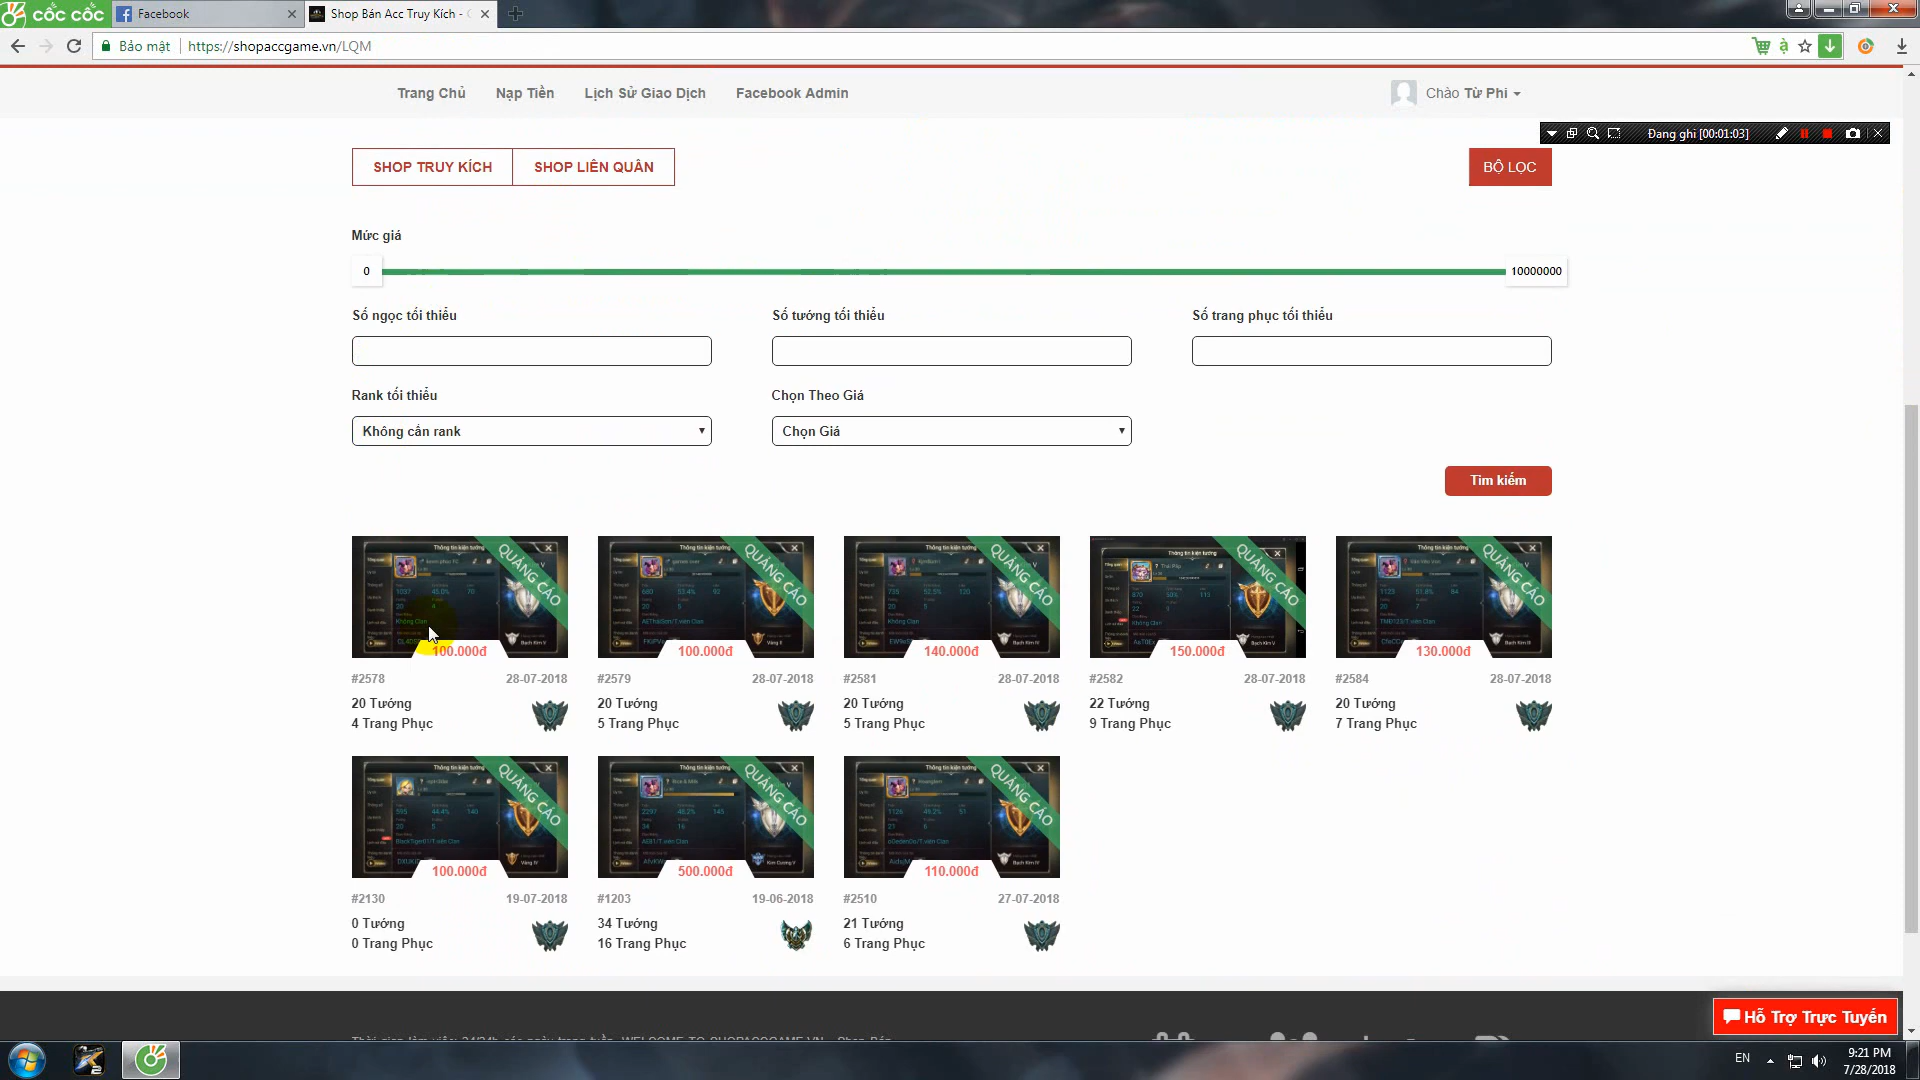 cốc cốc
Facebook
Shop Bán Acc Truy Kích -
Bảo mật
https://shopaccgame.vn/LQM
Trang Chủ
Nạp Tiền
Lịch Sử Giao Dịch
Facebook Admin
Chào Từ Phi
Đang ghi [00:01:03]
SHOP TRUY KÍCH
SHOP LIÊN QUÂN
BỘ LỌC
Mức giá
0
10000000
Số ngọc tối thiểu
Số tướng tối thiểu
Số trang phục tối thiểu
Rank tối thiểu
Chọn Theo Giá
Không cần rank
Chọn Giá
Tìm kiếm
QUẢNG CÁO
QUẢNG CÁO
QUẢNG CÁO
QUẢNG CÁO
QUẢNG CÁO
100.000đ
100.000đ
140.000đ
150.000đ
130.000đ
#2578 28-07-2018
#2579 28-07-2018
#2581 28-07-2018
#2582 28-07-2018
#2584 28-07-2018
20 Tướng
20 Tướng
20 Tướng
22 Tướng
20 Tướng
4 Trang Phục
5 Trang Phục
5 Trang Phục
9 Trang Phục
7 Trang Phục
QUẢNG CÁO
QUẢNG CÁO
QUẢNG CÁO
100.000đ
500.000đ
110.000đ
#2130 19-07-2018
#1203 19-06-2018
#2510 27-07-2018
0 Tướng
34 Tướng
21 Tướng
0 Trang Phục
16 Trang Phục
6 Trang Phục
Hỗ Trợ Trực Tuyến
EN
9:21 PM
7/28/2018